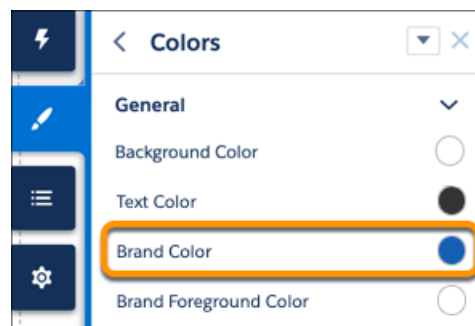 Colors
General
Background Color
Text Color
Brand Color
Brand Foreground Color